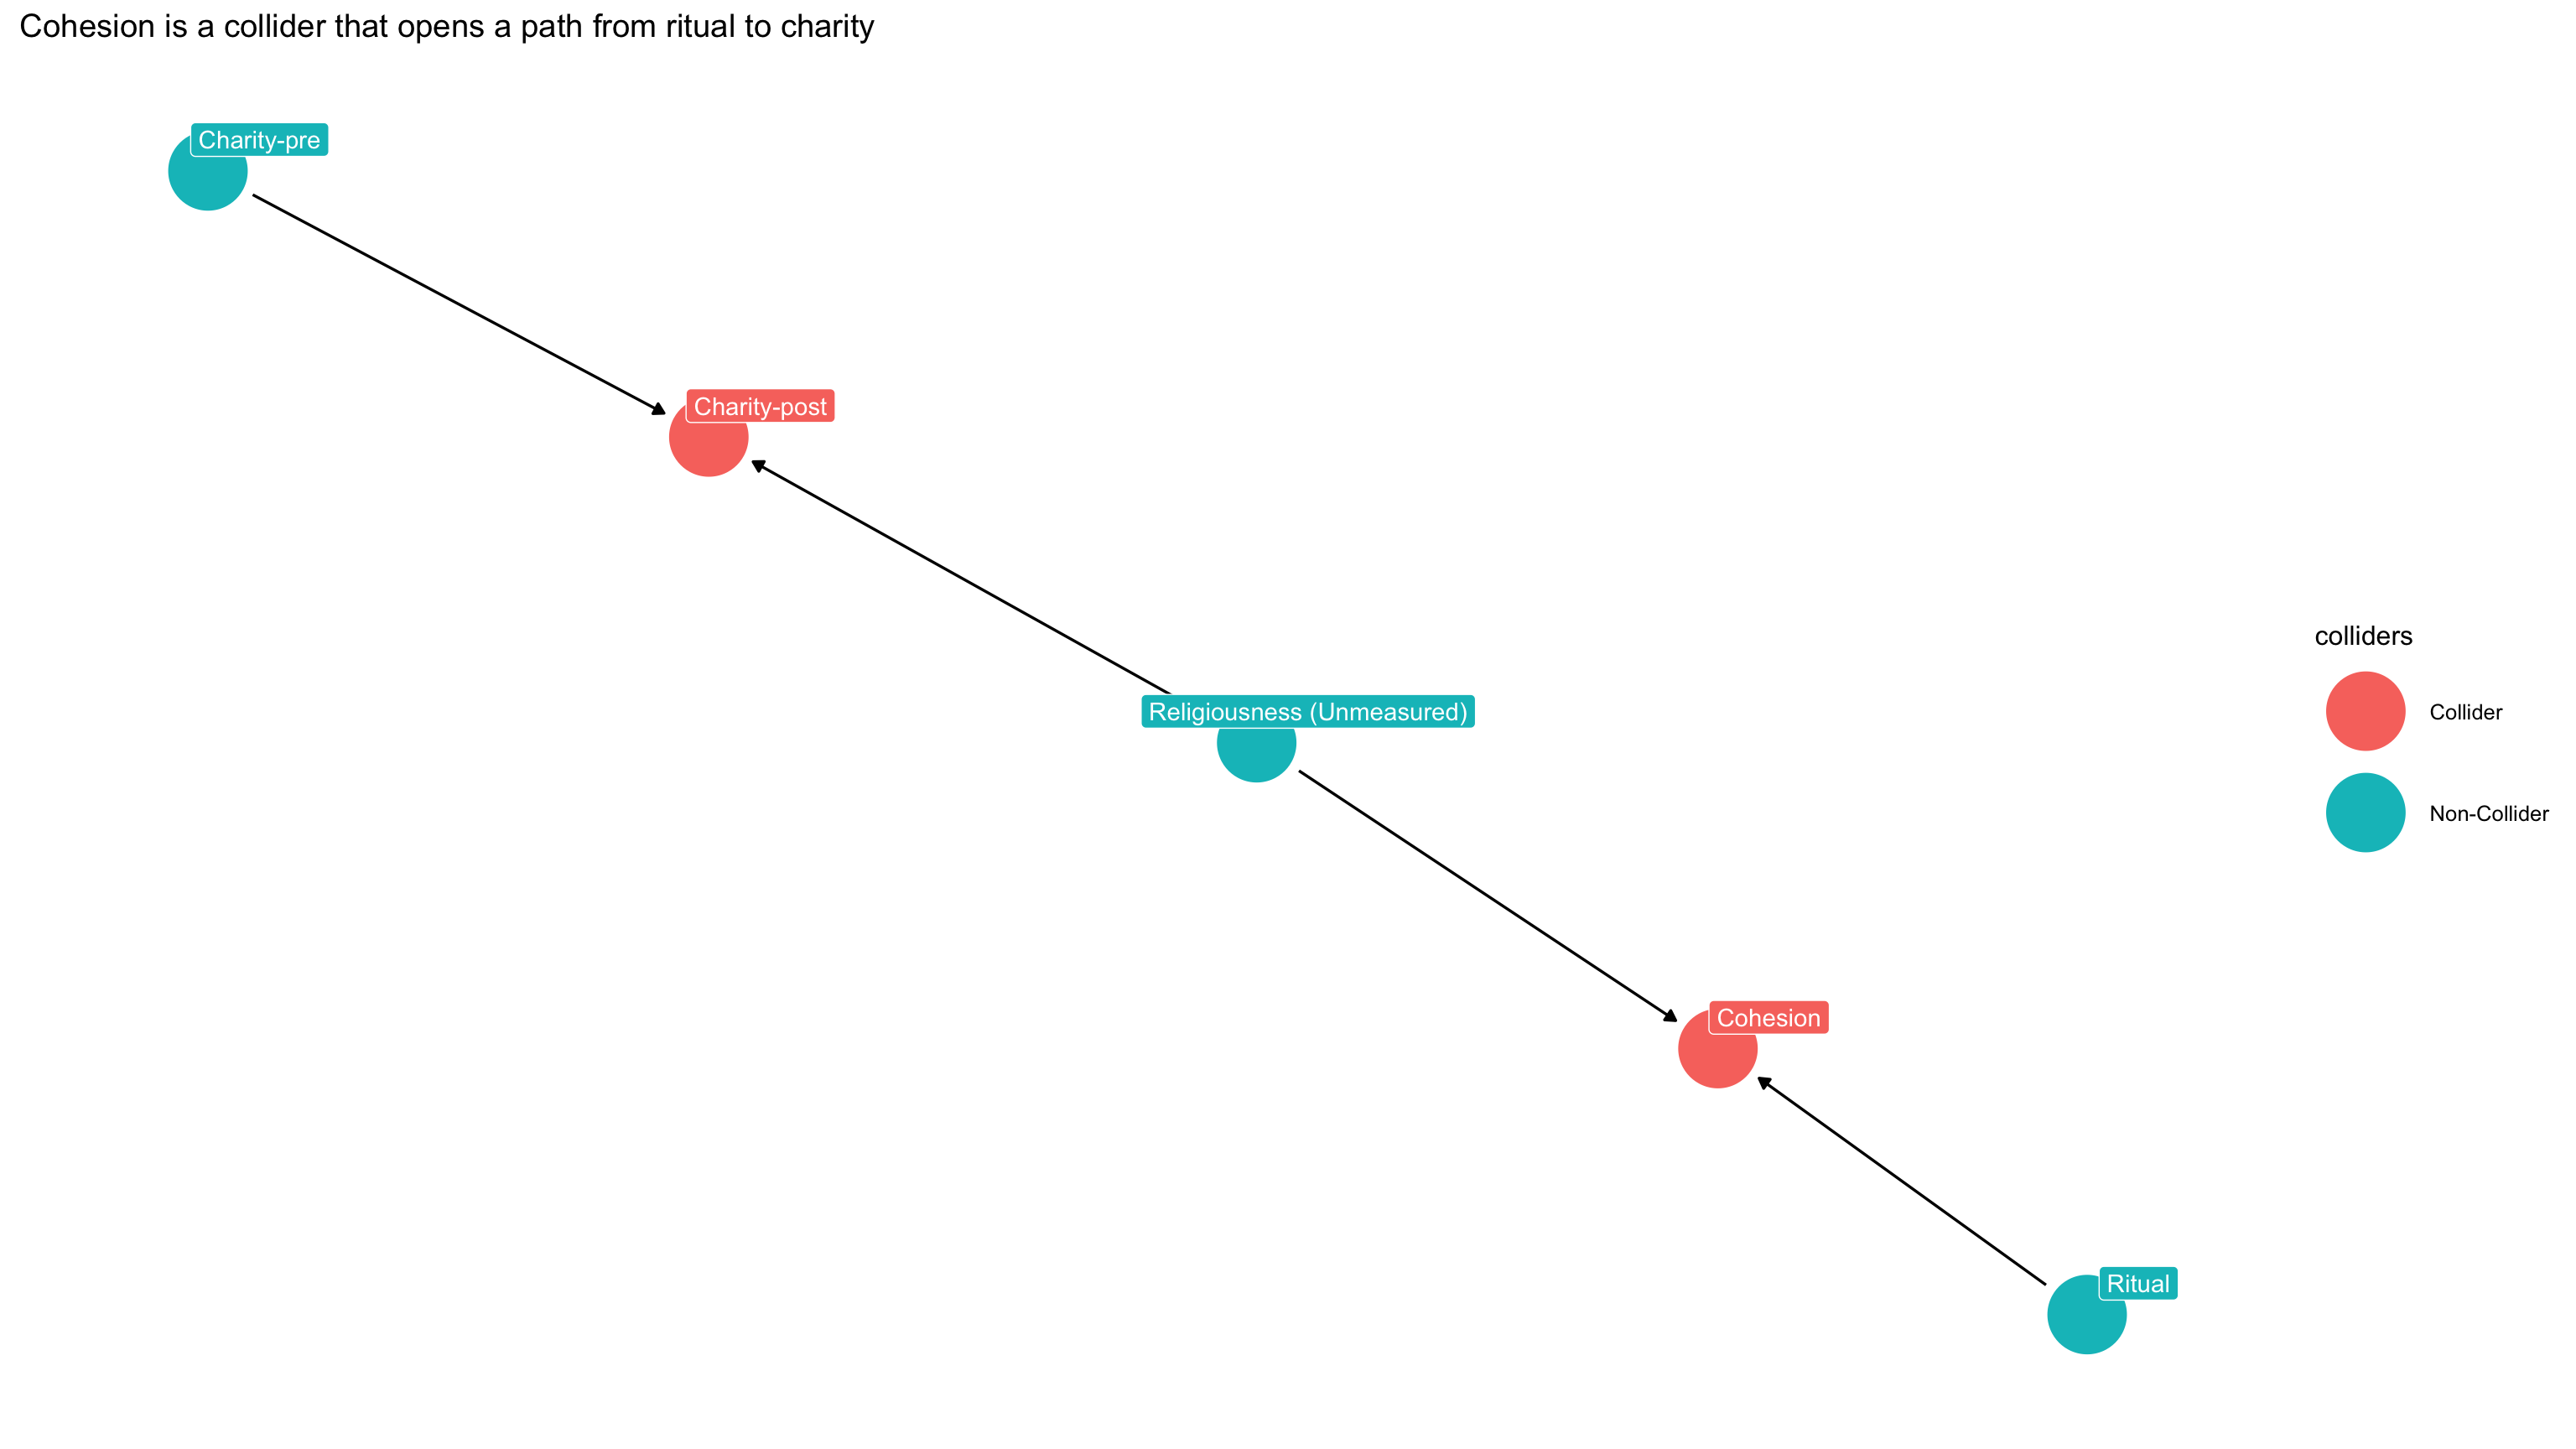 Cohesion is a collider that opens a path from ritual to charity
Charity-pre
Charity-post
Religiousness (Unmeasured)
Cohesion
Ritual
colliders
Collider
Non-Collider